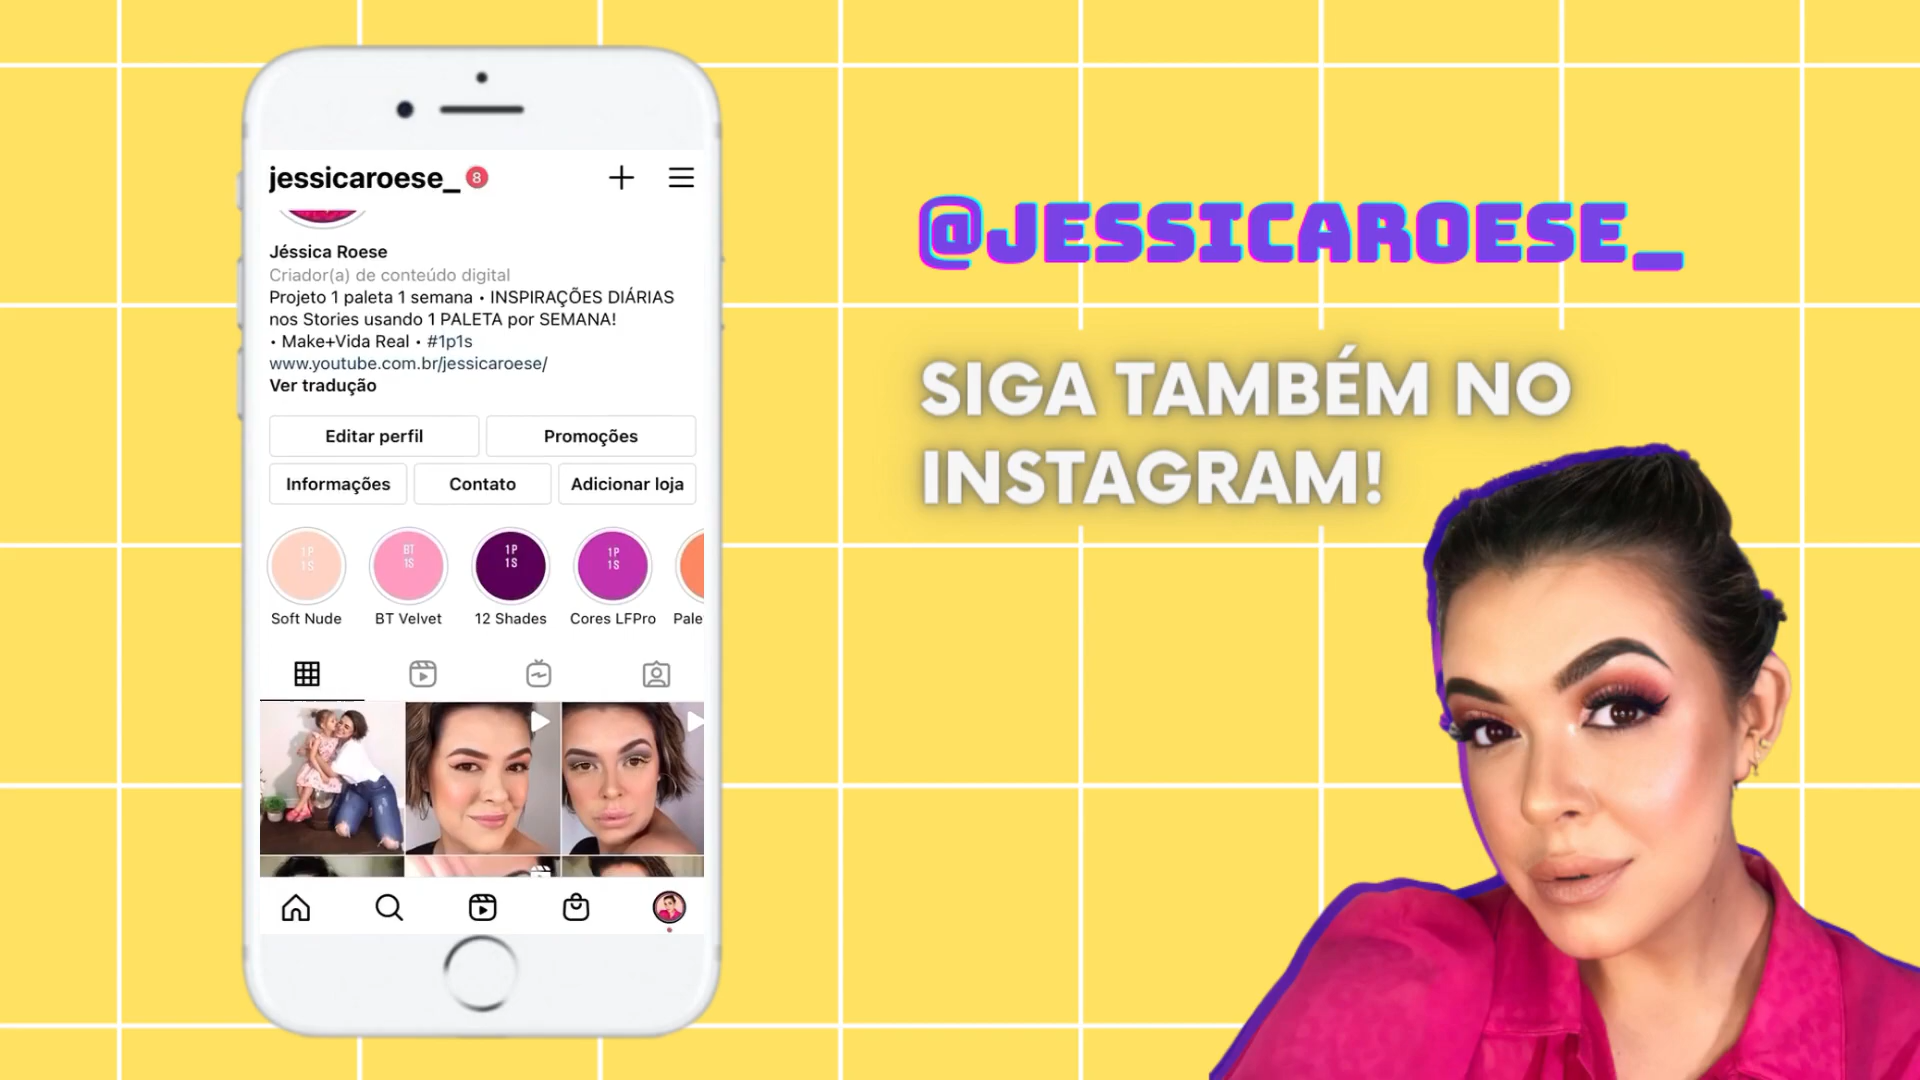 jessicaroese_ 8
Jéssica Roese
Criador(a) de conteúdo digital
Projeto 1 paleta 1 semana • INSPIRAÇÕES DIÁRIAS
nos Stories usando 1 PALETA por SEMANA!
• Make+Vida Real • #1p1s
www.youtube.com.br/jessicaroese/
Ver tradução
Editar perfil
Promoções
Informações
Contato
Adicionar loja
1P
1S
BT
1S
1P
1S
1P
1S
Soft Nude
BT Velvet
12 Shades
Cores LFPro
Pale
@JESSICAROESE_
SIGA TAMBÉM NO
INSTAGRAM!